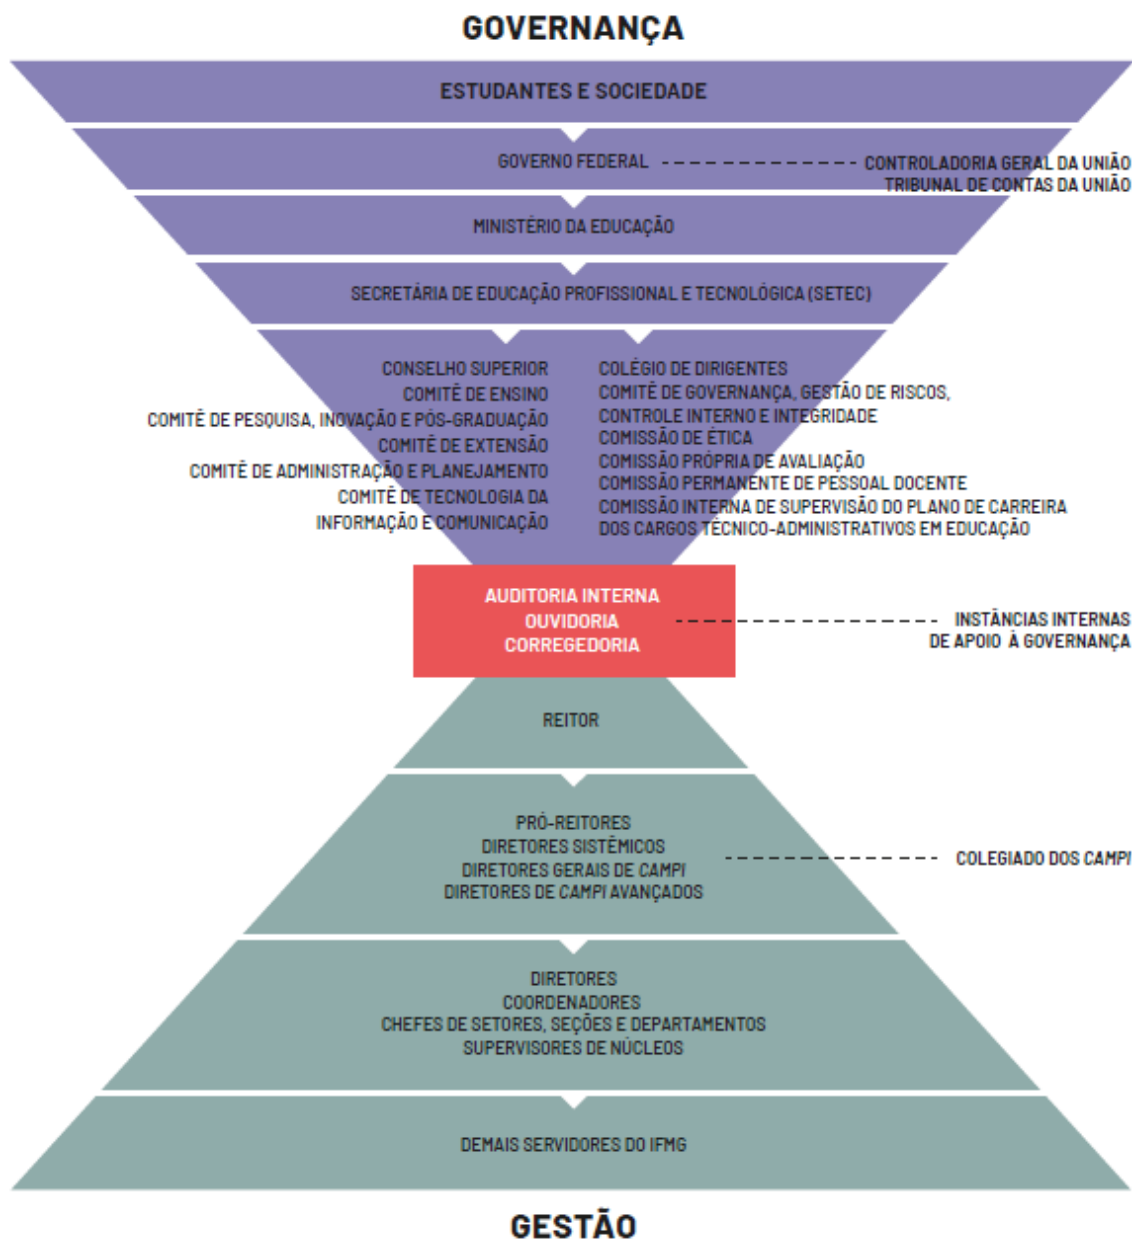 GOVERNANÇA
ESTUDANTES E SOCIEDADE
GOVERNO FEDERAL
CONTROLADORIA GERAL DA UNIÃO
TRIBUNAL DE CONTAS DA UNIÃO
MINISTÉRIO DA EDUCAÇÃO
SECRETÁRIA DE EDUCAÇÃO PROFISSIONAL E TECNOLÓGICA (SETEC)
CONSELHO SUPERIOR
COMITÊ DE ENSINO
COMITÊ DE PESQUISA, INOVAÇÃO E PÓS-GRADUAÇÃO
COMITÊ DE EXTENSÃO
COMITÊ DE ADMINISTRAÇÃO E PLANEJAMENTO
COMITÊ DE TECNOLOGIA DA
INFORMAÇÃO E COMUNICAÇÃO
COLÉGIO DE DIRIGENTES
COMITÊ DE GOVERNANÇA, GESTÃO DE RISCOS,
CONTROLE INTERNO E INTEGRIDADE
COMISSÃO DE ÉTICA
COMISSÃO PRÓPRIA DE AVALIAÇÃO
COMISSÃO PERMANENTE DE PESSOAL DOCENTE
COMISSÃO INTERNA DE SUPERVISÃO DO PLANO DE CARREIRA
DOS CARGOS TÉCNICO-ADMINISTRATIVOS EM EDUCAÇÃO
AUDITORIA INTERNA
OUVIDORIA
CORREGEDORIA
INSTÂNCIAS INTERNAS
DE APOIO À GOVERNANÇA
REITOR
PRÓ-REITORES
DIRETORES SISTÊMICOS
DIRETORES GERAIS DE CAMPI
DIRETORES DE CAMPI AVANÇADOS
COLEGIADO DOS CAMPI
DIRETORES
COORDENADORES
CHEFES DE SETORES, SEÇÕES E DEPARTAMENTOS
SUPERVISORES DE NÚCLEOS
DEMAIS SERVIDORES DO IFMG
GESTÃO